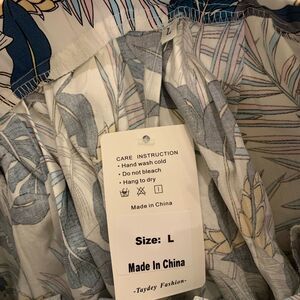 L
CARE INSTRUCTION
• Hand wash cold
• Do not bleach
• Hang to dry
Made in China
Size: L
Made In China
-Taydey Fashion-